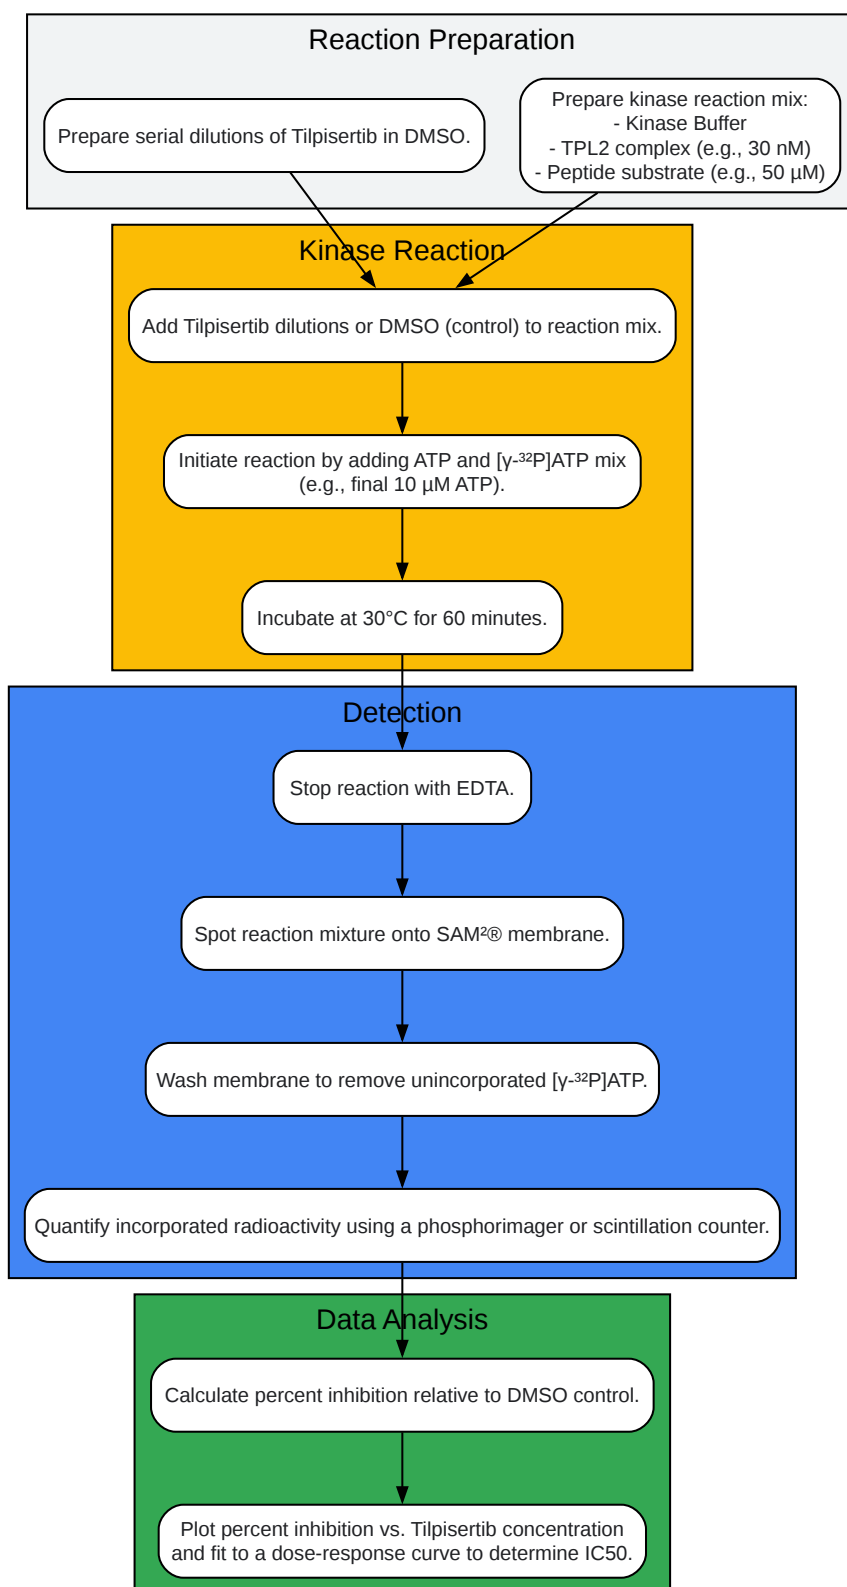 Reaction Preparation
Prepare serial dilutions of Tilpisertib in DMSO.
Prepare kinase reaction mix:
- Kinase Buffer
- TPL2 complex (e.g., 30 nM)
- Peptide substrate (e.g., 50 µM)
Kinase Reaction
Add Tilpisertib dilutions or DMSO (control) to reaction mix.
Initiate reaction by adding ATP and [γ-³²P]ATP mix
(e.g., final 10 µM ATP).
Incubate at 30°C for 60 minutes.
Detection
Stop reaction with EDTA.
Spot reaction mixture onto SAM²® membrane.
Wash membrane to remove unincorporated [γ-³²P]ATP.
Quantify incorporated radioactivity using a phosphorimager or scintillation counter.
Data Analysis
Calculate percent inhibition relative to DMSO control.
Plot percent inhibition vs. Tilpisertib concentration
and fit to a dose-response curve to determine IC50.